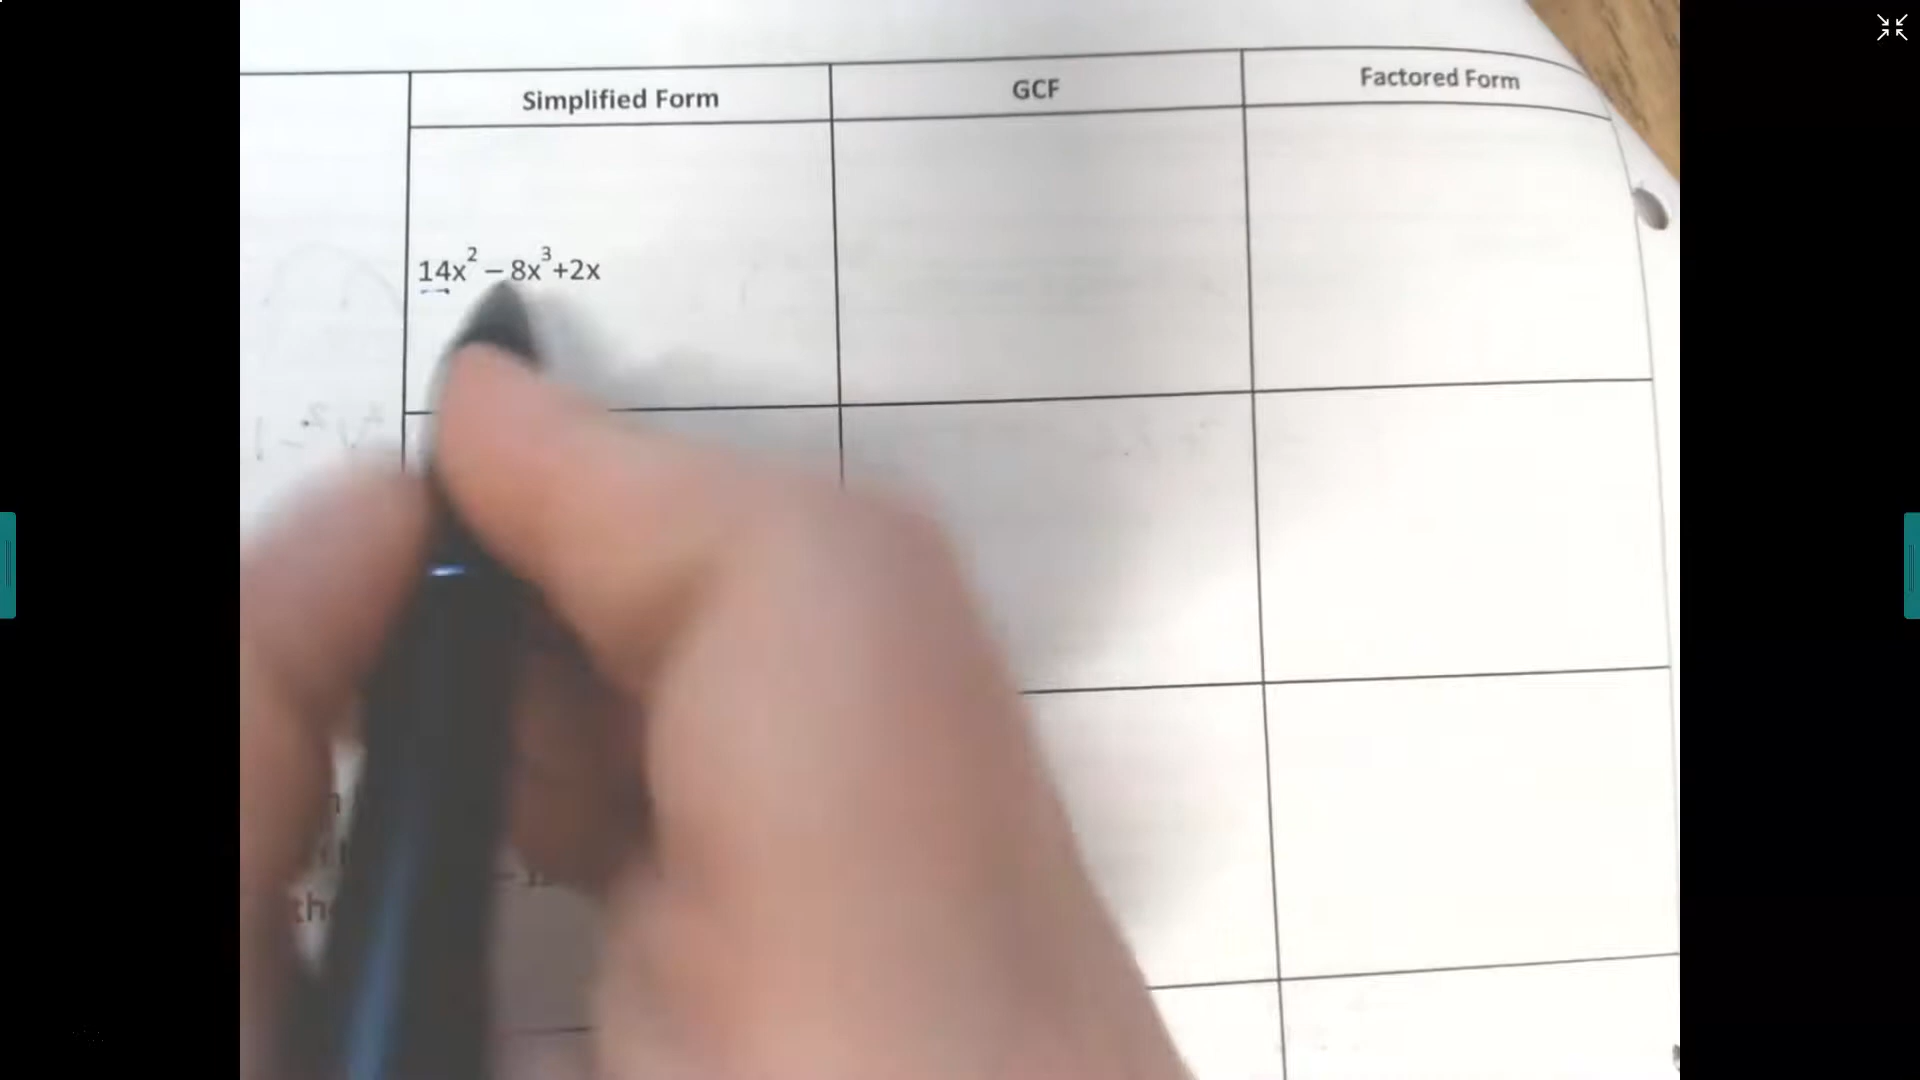 Simplified Form
GCF
Factored Form
14x² – 8x³+2x